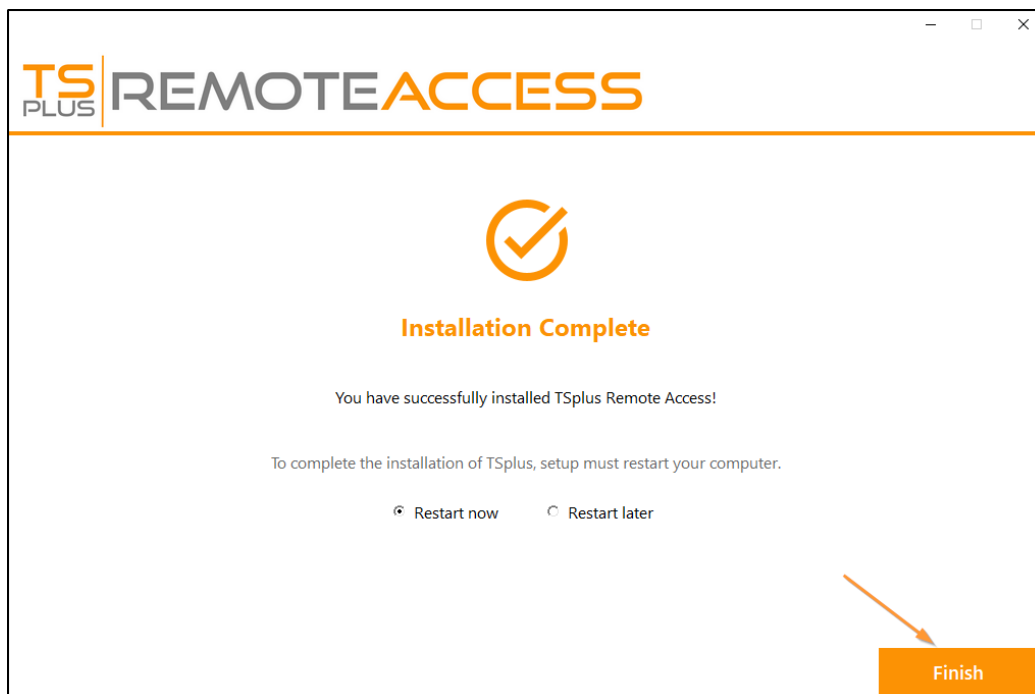 TS
PLUS
REMOTEACCESS
Installation Complete
You have successfully installed TSplus Remote Access!
To complete the installation of TSplus, setup must restart your computer.
Restart now Restart later
Finish